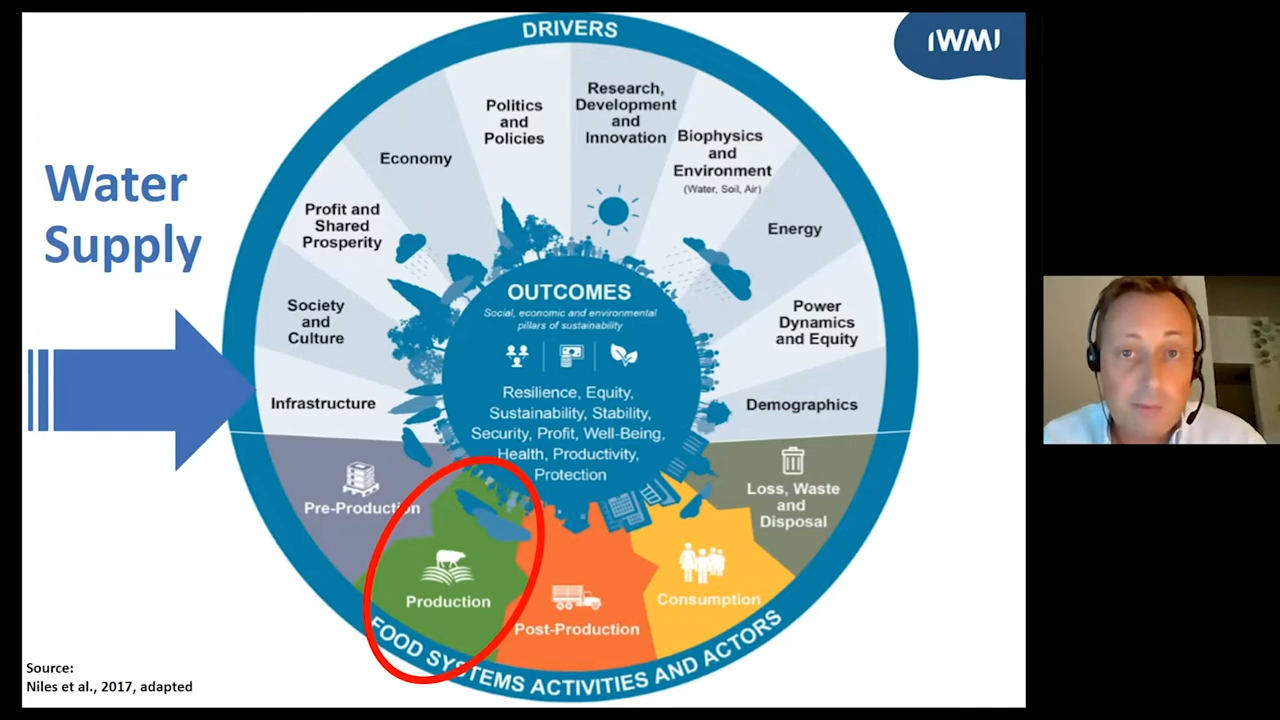 DRIVERS
IWMI
Water
Supply
Politics
and
Policies
Research,
Development
and
Innovation
Biophysics
and
Environment
(Water, Soil, Air)
Economy
Energy
Profit and
Shared
Prosperity
Society
and
Culture
Power
Dynamics
and Equity
Infrastructure
Demographics
OUTCOMES
Social, economic and environmental
pillars of sustainability
Resilience, Equity,
Sustainability, Stability,
Security, Profit, Well-Being,
Health, Productivity,
Protection
Pre-Production
Production
Post-Production
Consumption
Loss, Waste
and
Disposal
FOOD SYSTEMS ACTIVITIES AND ACTORS
Source:
Niles et al., 2017, adapted